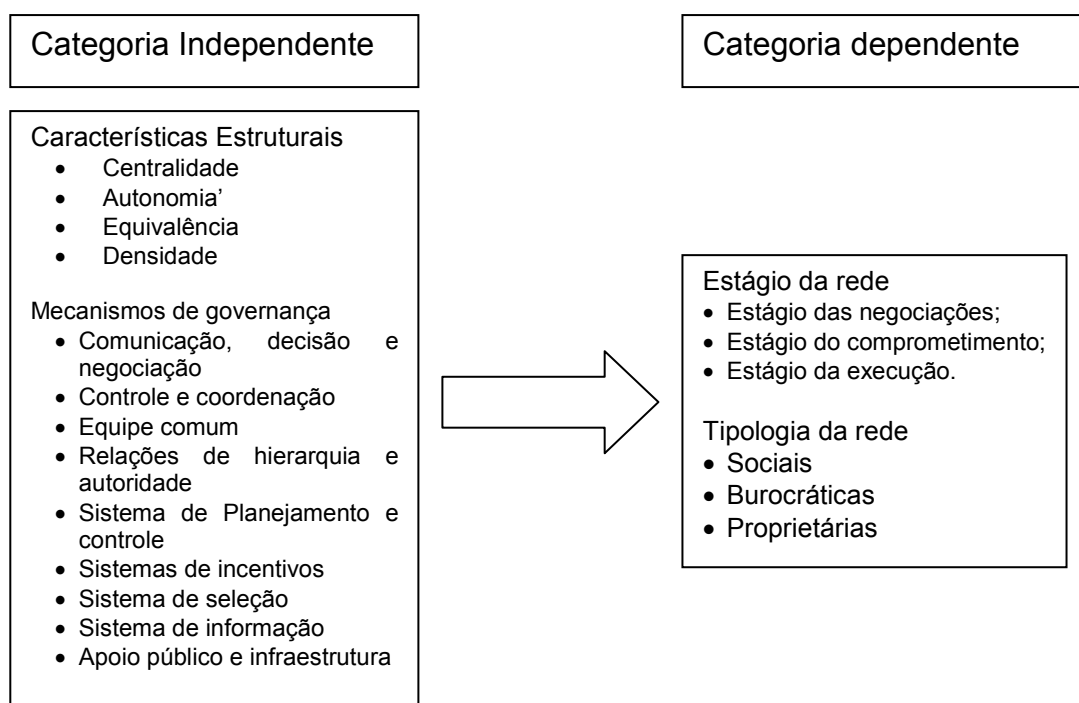 Categoria Independente
Características Estruturais
• Centralidade
• Autonomia’
• Equivalência
• Densidade
Mecanismos de governança
• Comunicação, decisão e
negociação
• Controle e coordenação
• Equipe comum
• Relações de hierarquia e
autoridade
• Sistema de Planejamento e
controle
• Sistemas de incentivos
• Sistema de seleção
• Sistema de informação
• Apoio público e infraestrutura
Categoria dependente
Estágio da rede
• Estágio das negociações;
• Estágio do comprometimento;
• Estágio da execução.
Tipologia da rede
• Sociais
• Burocráticas
• Proprietárias